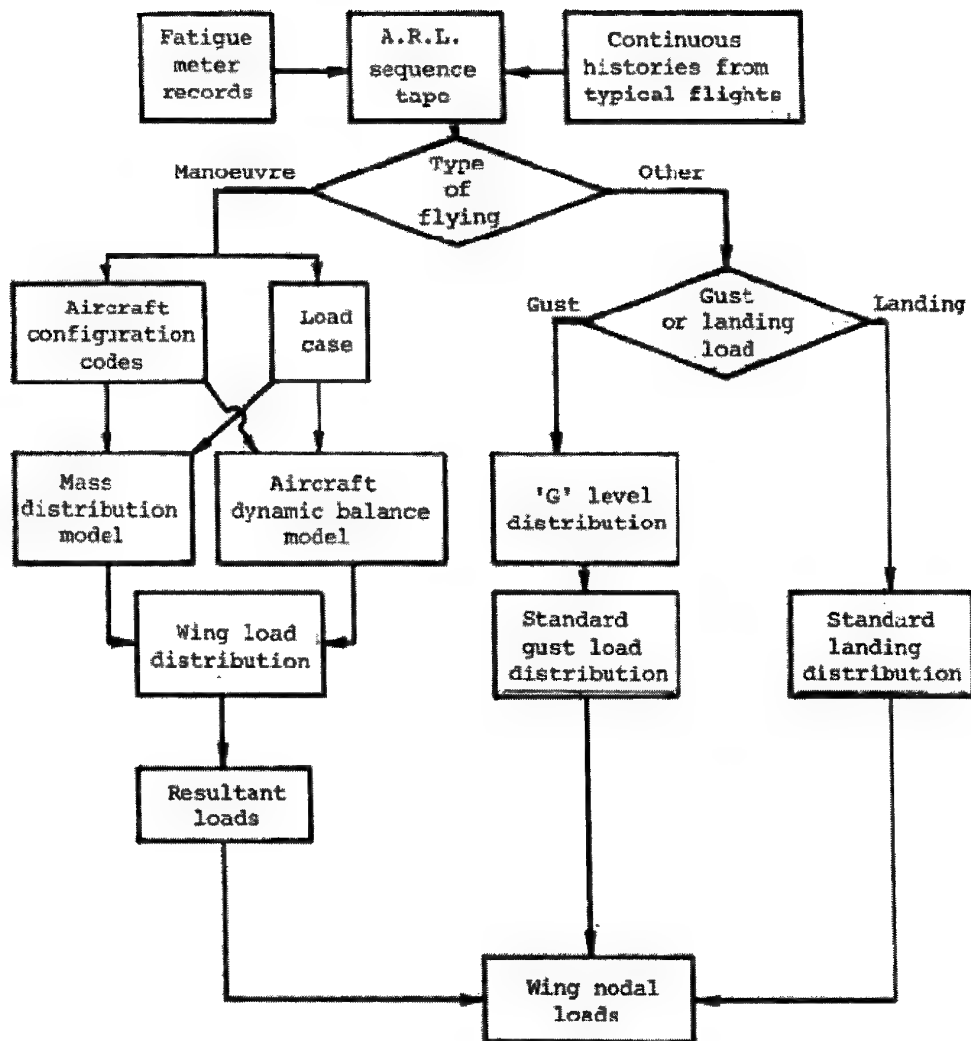 Fatigue
meter
records
A.R.L.
sequence
tape
Continuous
histories from
typical flights
Manoeuvre
Type
of
flying
Other
Aircraft
configuration
codes
Load
case
Gust
Gust
or landing
load
Landing
Mass
distribution
model
Aircraft
dynamic balance
model
'G' level
distribution
Wing load
distribution
Standard
gust load
distribution
Standard
landing
distribution
Resultant
loads
Wing nodal
loads